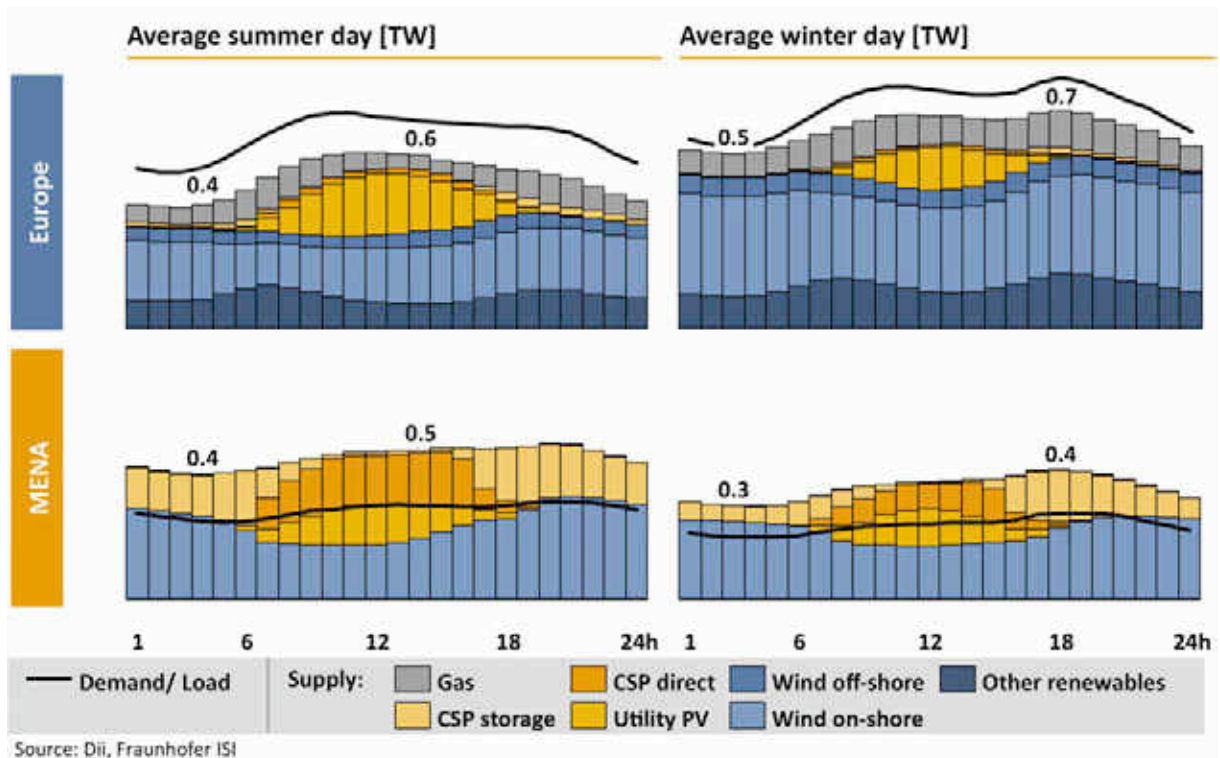 Average summer day [TW]
Average winter day [TW]
Europe
0.4
0.6
0.5
0.7
MENA
0.4
0.5
0.3
0.4
1 6 12 18 24h
1 6 12 18 24h
Demand/ Load
Supply:
Gas
CSP direct
Wind off-shore
Other renewables
CSP storage
Utility PV
Wind on-shore
Source: Dii, Fraunhofer ISI